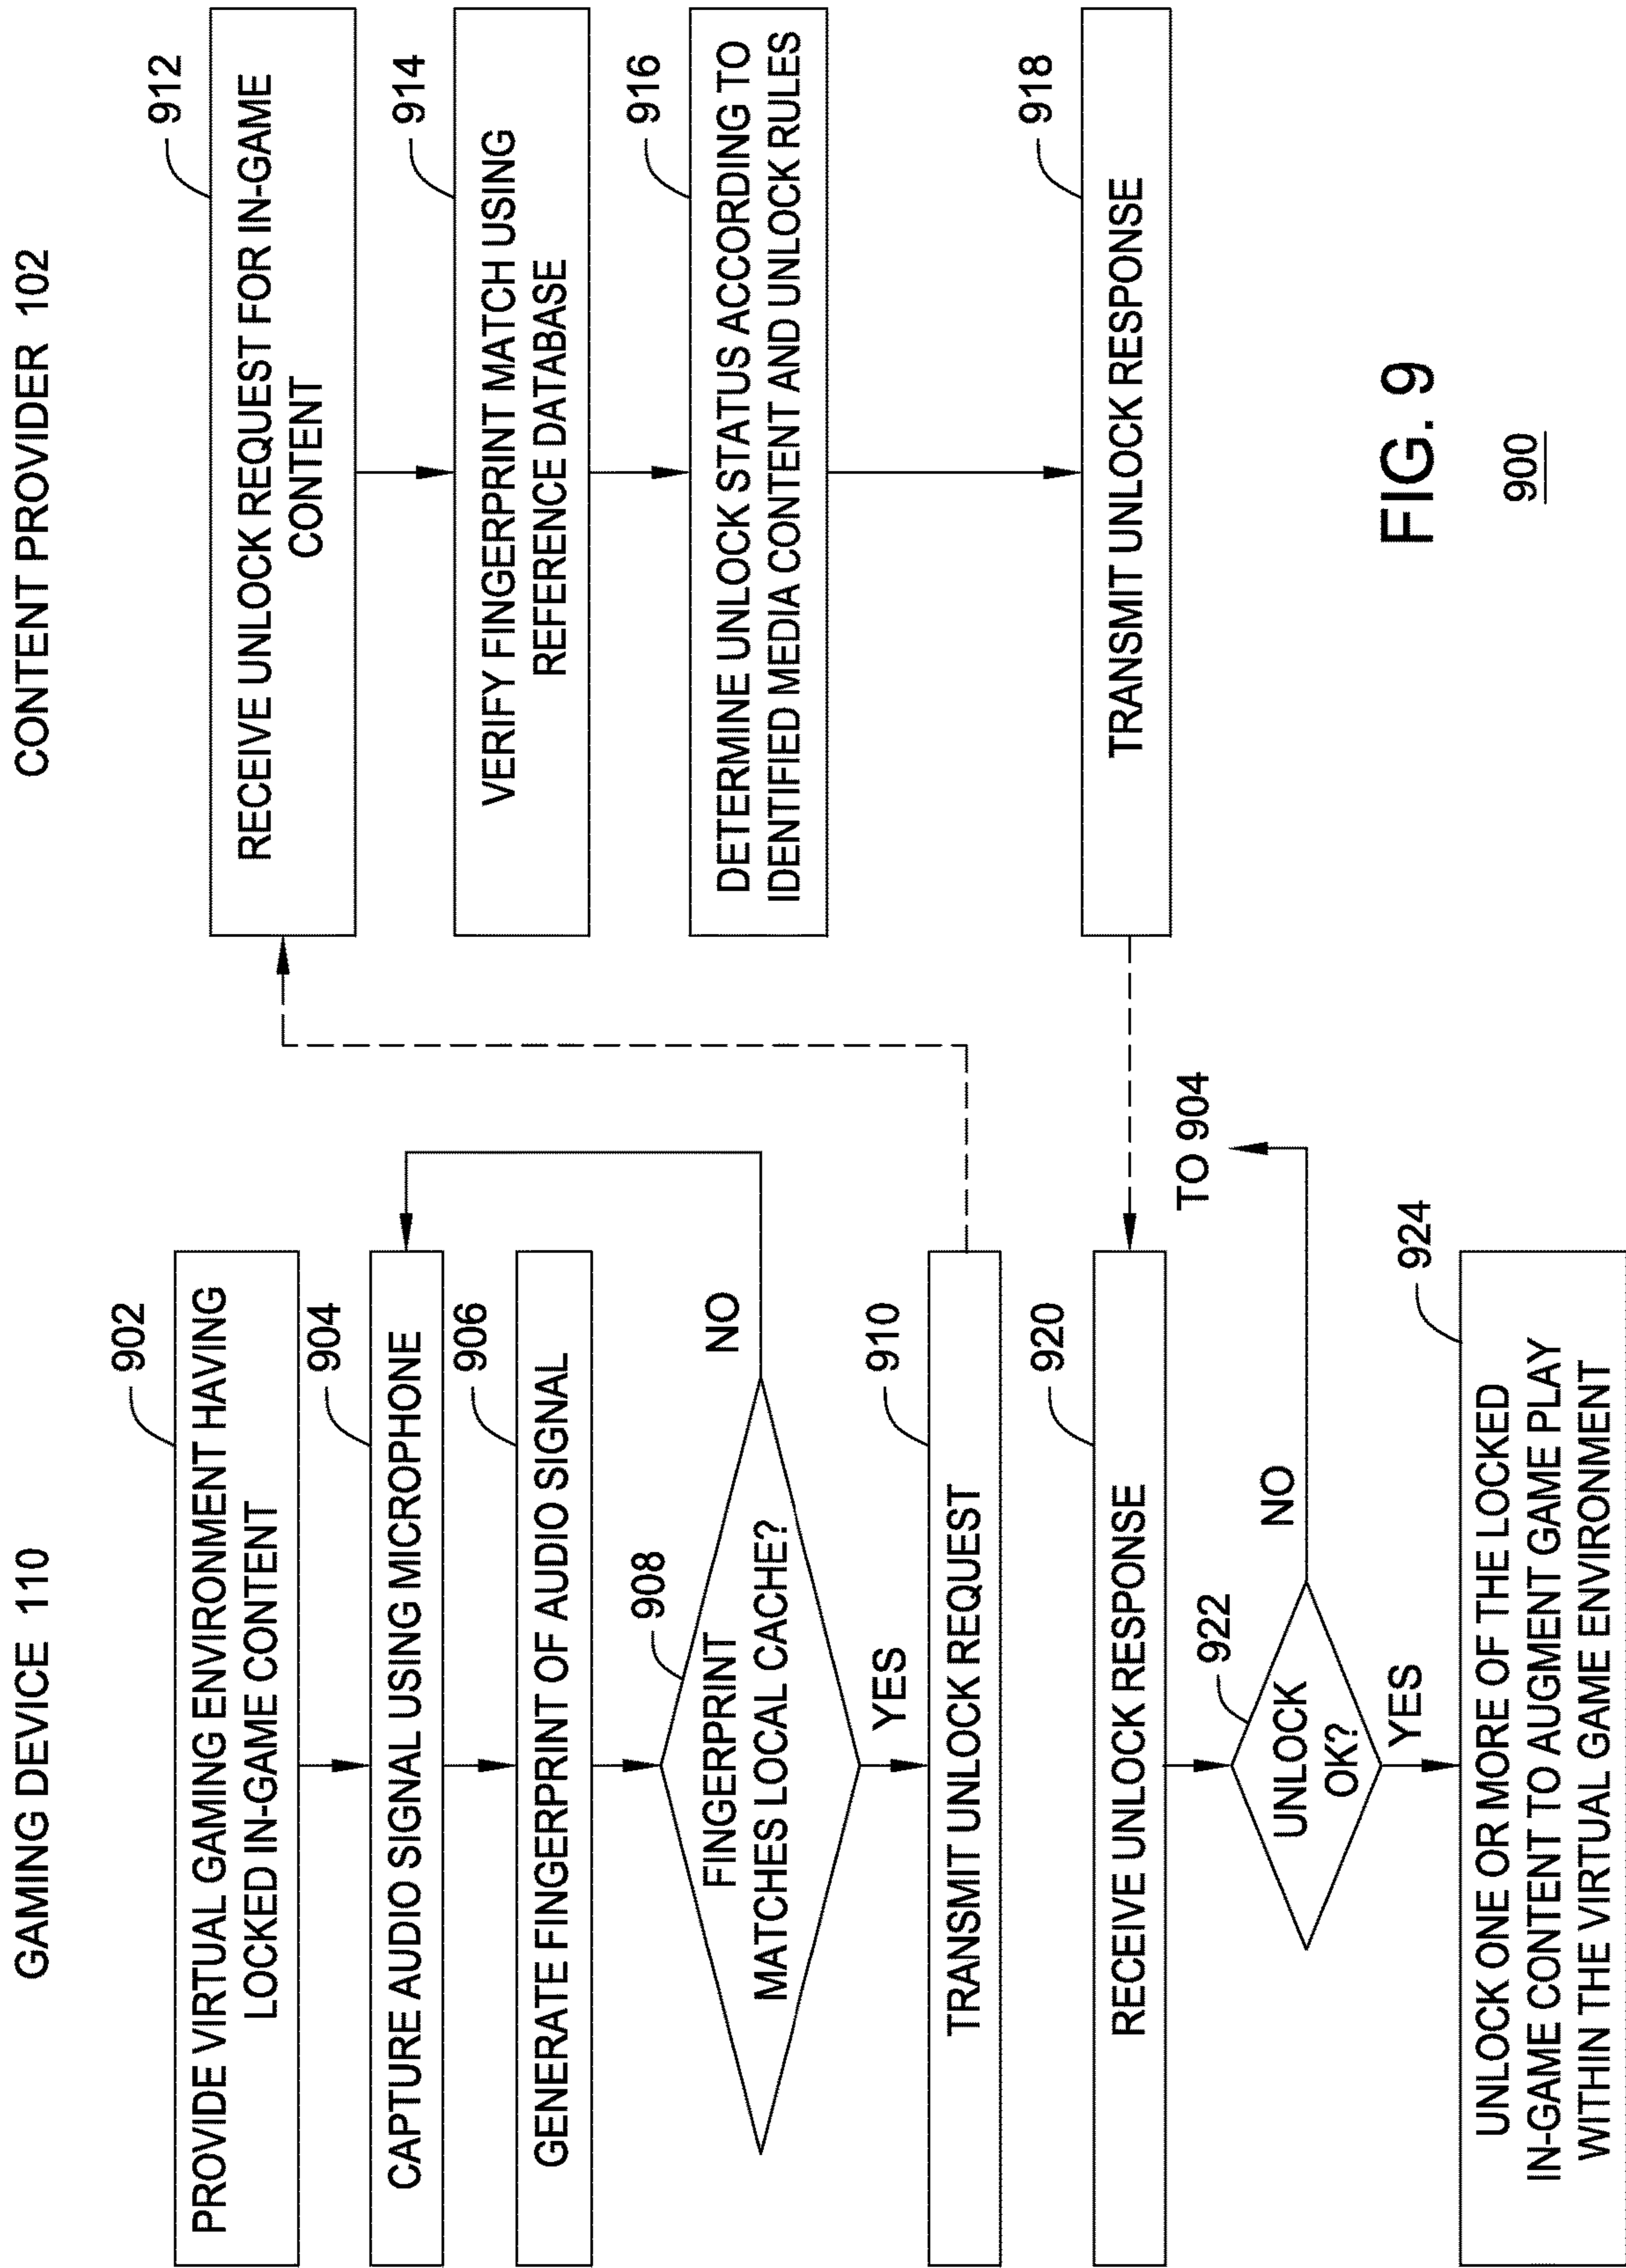 GAMING DEVICE 110
902
PROVIDE VIRTUAL GAMING ENVIRONMENT HAVING
LOCKED IN-GAME CONTENT
904
CAPTURE AUDIO SIGNAL USING MICROPHONE
906
GENERATE FINGERPRINT OF AUDIO SIGNAL
908
FINGERPRINT
MATCHES LOCAL CACHE?
NO
YES
910
TRANSMIT UNLOCK REQUEST
920
RECEIVE UNLOCK RESPONSE
TO 904
922
UNLOCK
OK?
NO
YES
924
UNLOCK ONE OR MORE OF THE LOCKED
IN-GAME CONTENT TO AUGMENT GAME PLAY
WITHIN THE VIRTUAL GAME ENVIRONMENT
CONTENT PROVIDER 102
912
RECEIVE UNLOCK REQUEST FOR IN-GAME
CONTENT
914
VERIFY FINGERPRINT MATCH USING
REFERENCE DATABASE
916
DETERMINE UNLOCK STATUS ACCORDING TO
IDENTIFIED MEDIA CONTENT AND UNLOCK RULES
918
TRANSMIT UNLOCK RESPONSE
FIG. 9
900